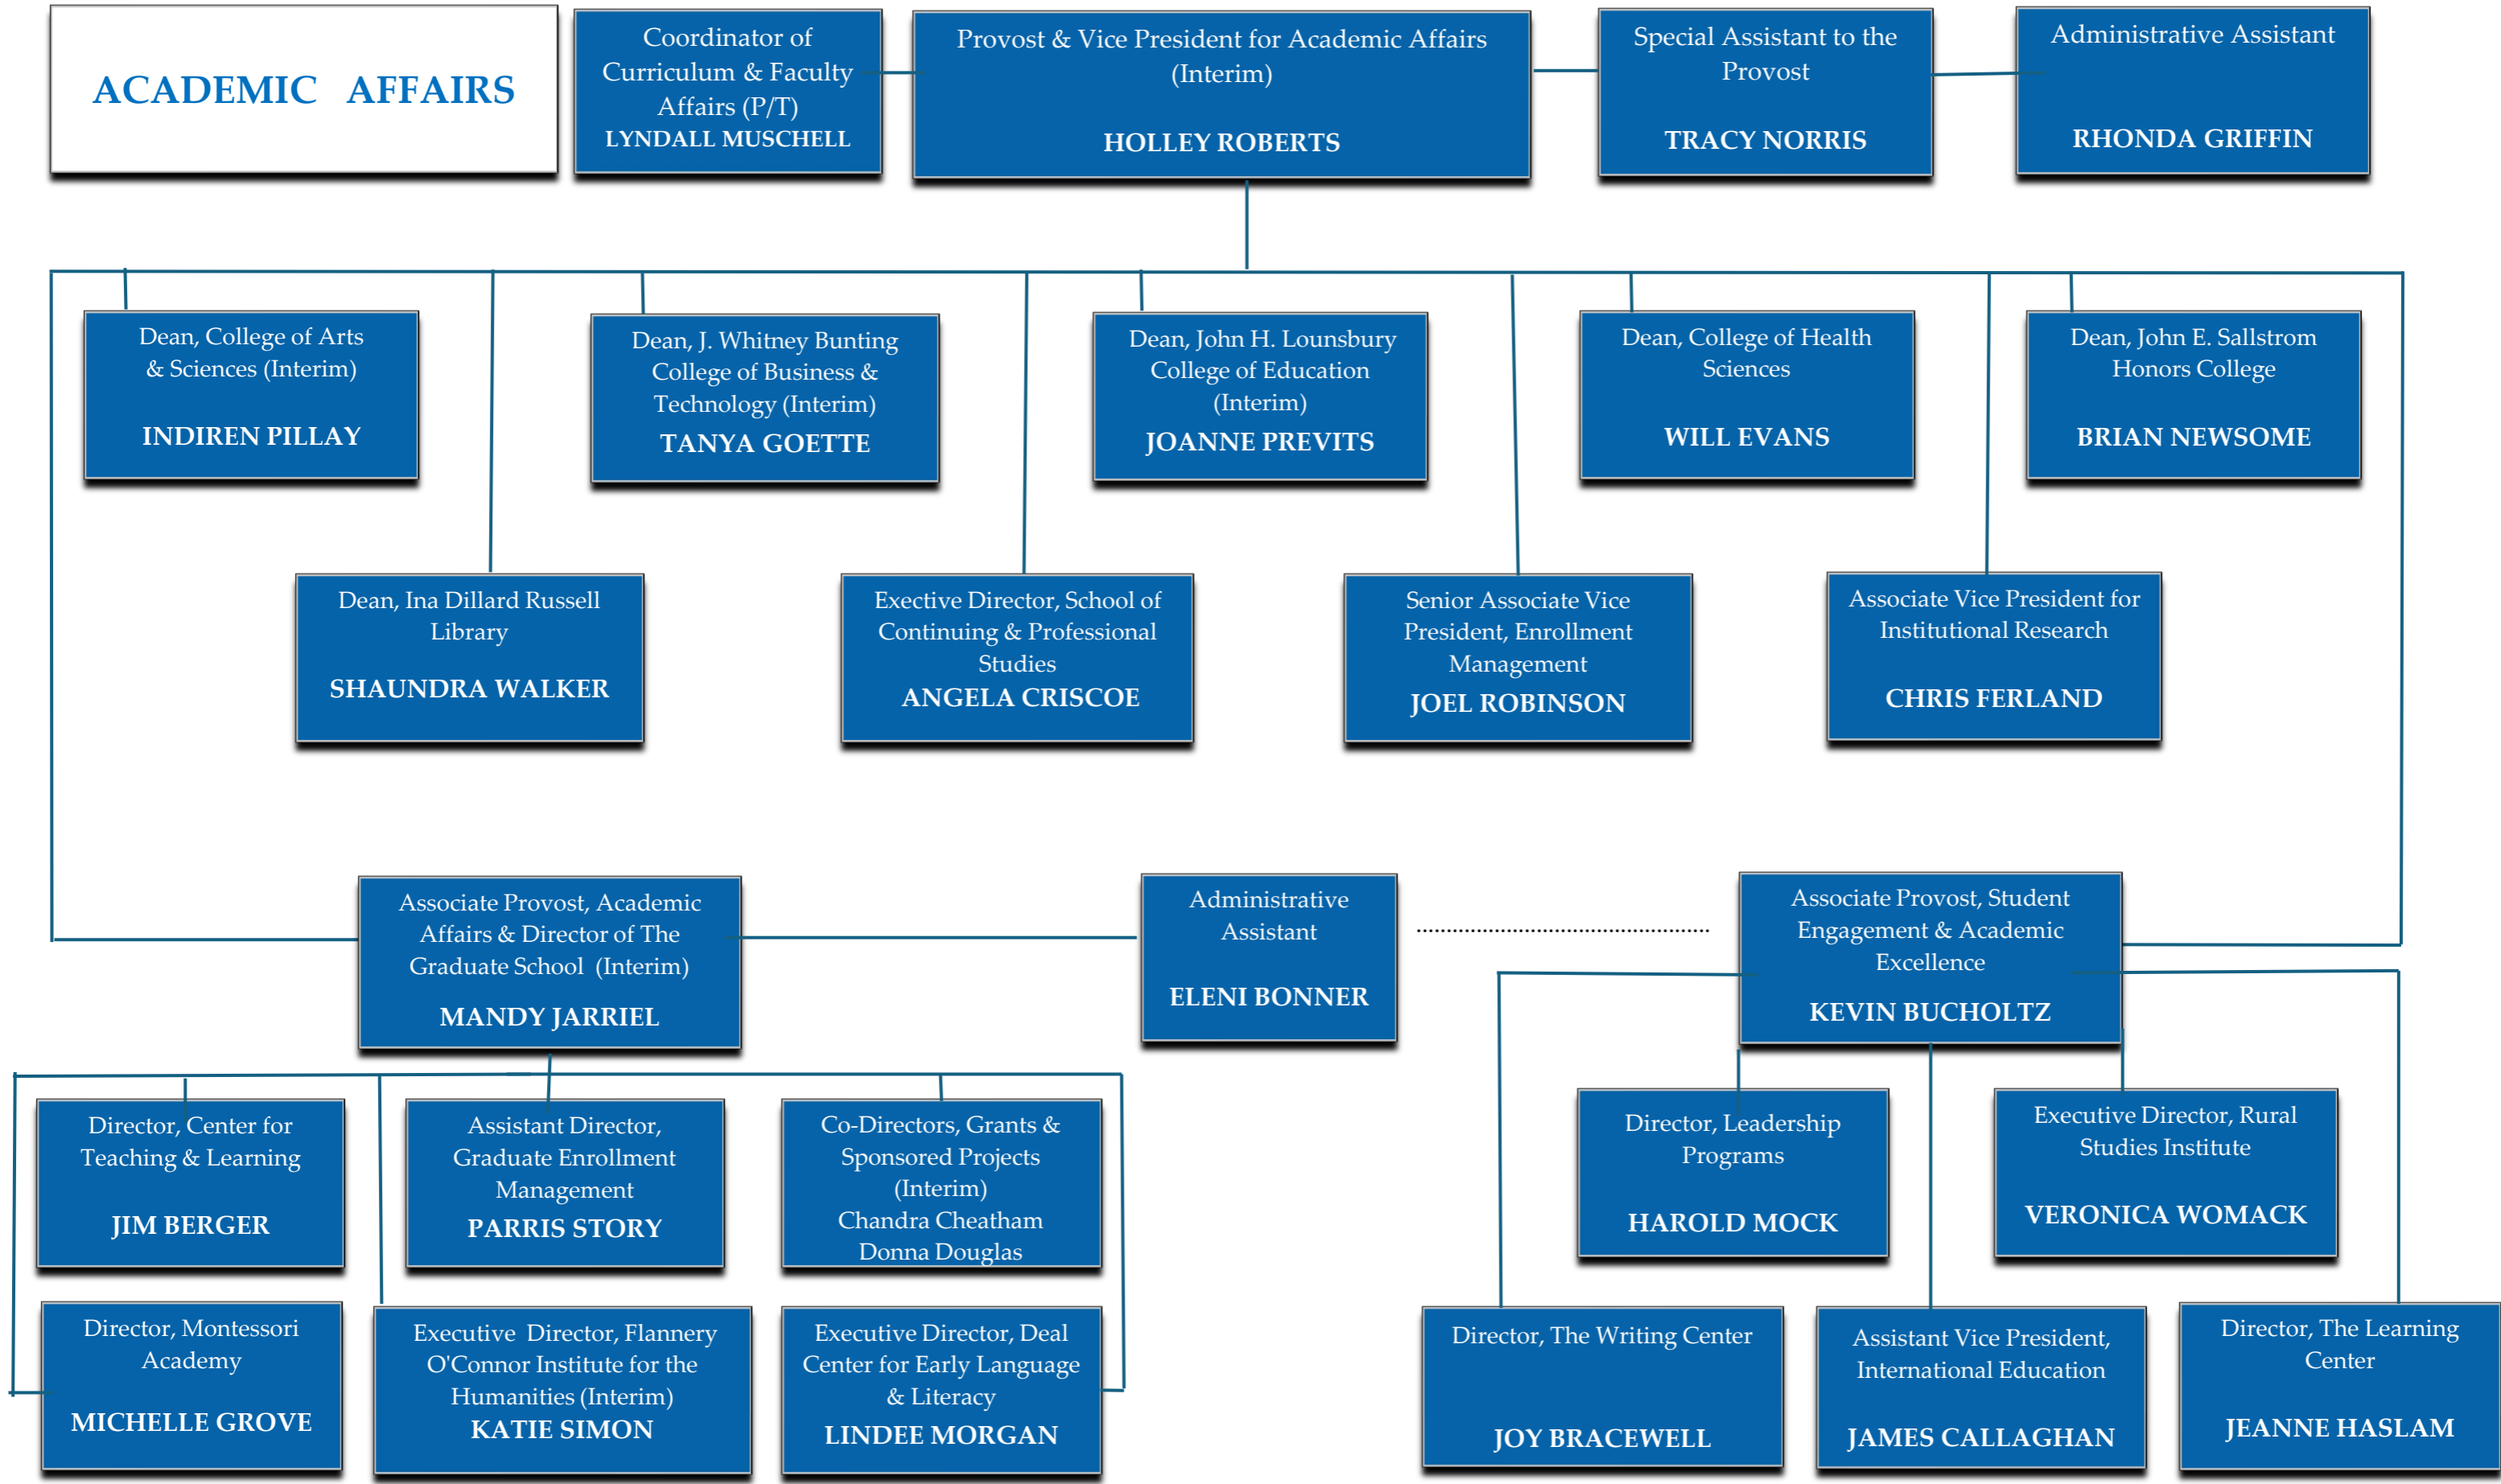 ACADEMIC AFFAIRS
Coordinator of
Curriculum & Faculty
Affairs (P/T)
LYNDALL MUSCHELL
Provost & Vice President for Academic Affairs
(Interim)
HOLLEY ROBERTS
Special Assistant to the
Provost
TRACY NORRIS
Administrative Assistant
RHONDA GRIFFIN
Dean, College of Arts
& Sciences (Interim)
INDIREN PILLAY
Dean, J. Whitney Bunting
College of Business &
Technology (Interim)
TANYA GOETTE
Dean, John H. Lounsbury
College of Education
(Interim)
JOANNE PREVITS
Dean, College of Health
Sciences
WILL EVANS
Dean, John E. Sallstrom
Honors College
BRIAN NEWSOME
Dean, Ina Dillard Russell
Library
SHAUNDRA WALKER
Exective Director, School of
Continuing & Professional
Studies
ANGELA CRISCOE
Senior Associate Vice
President, Enrollment
Management
JOEL ROBINSON
Associate Vice President for
Institutional Research
CHRIS FERLAND
Associate Provost, Academic
Affairs & Director of The
Graduate School (Interim)
MANDY JARRIEL
Administrative
Assistant
ELENI BONNER
Associate Provost, Student
Engagement & Academic
Excellence
KEVIN BUCHOLTZ
Director, Center for
Teaching & Learning
JIM BERGER
Assistant Director,
Graduate Enrollment
Management
PARRIS STORY
Co-Directors, Grants &
Sponsored Projects
(Interim)
Chandra Cheatham
Donna Douglas
Director, Leadership
Programs
HAROLD MOCK
Executive Director, Rural
Studies Institute
VERONICA WOMACK
Director, Montessori
Academy
MICHELLE GROVE
Executive Director, Flannery
O'Connor Institute for the
Humanities (Interim)
KATIE SIMON
Executive Director, Deal
Center for Early Language
& Literacy
LINDEE MORGAN
Director, The Writing Center
JOY BRACEWELL
Assistant Vice President,
International Education
JAMES CALLAGHAN
Director, The Learning
Center
JEANNE HASLAM